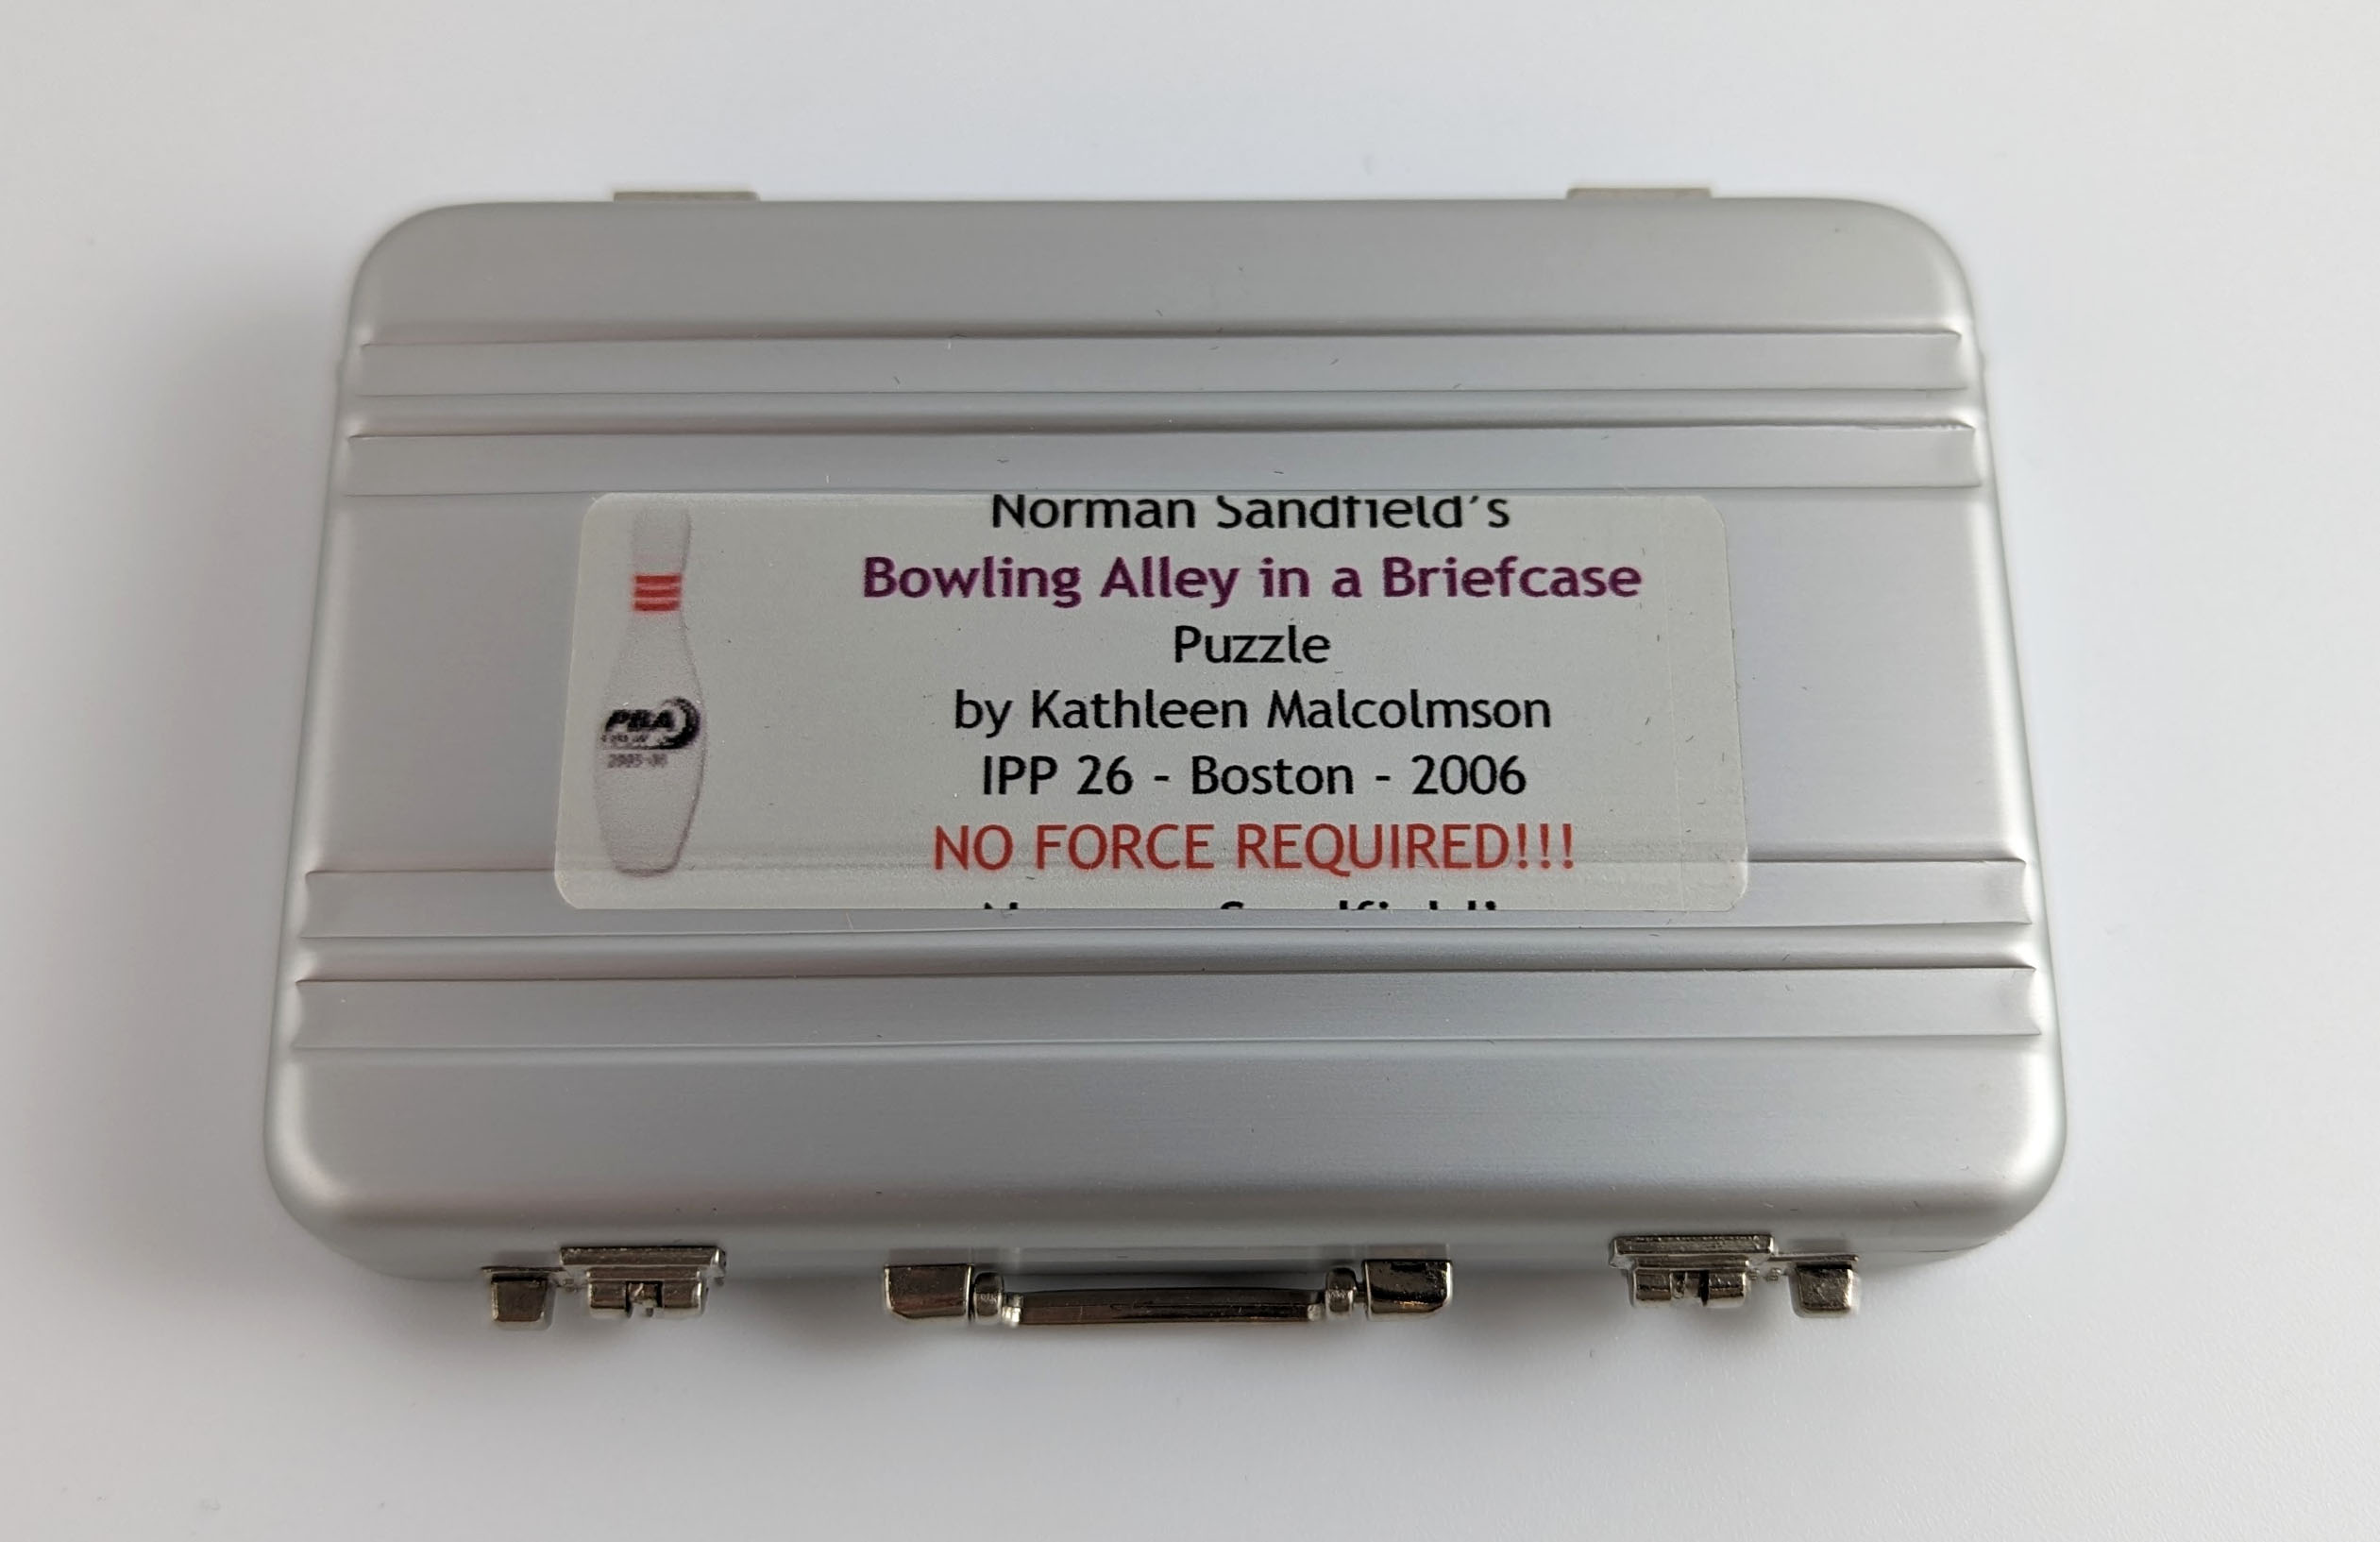 Norman Sandfield's
Bowling Alley in a Briefcase
Puzzle
by Kathleen Malcolmson
IPP 26 - Boston - 2006
NO FORCE REQUIRED!!!
PBA